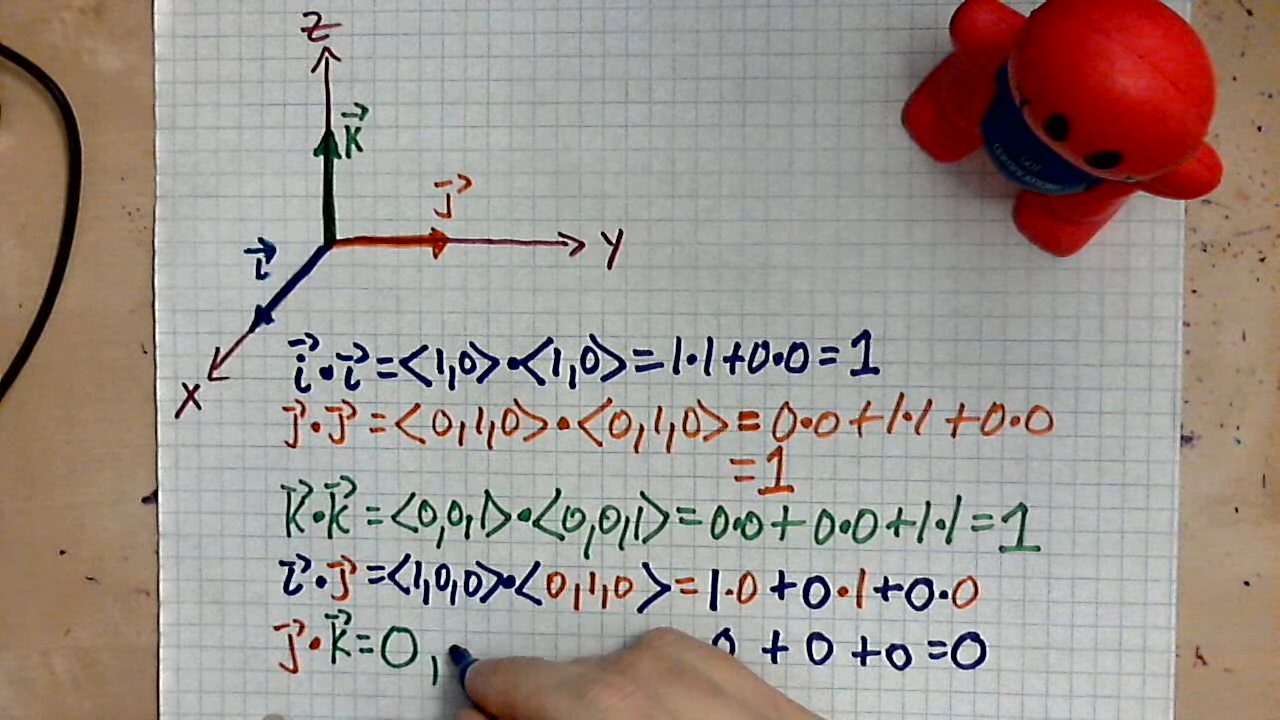 Z
K⃗
J⃗
i⃗
Y
X
i⃗·i⃗=<1,0>·<1,0>=1·1+0·0=1
J⃗·J⃗=<0,1,0>·<0,1,0>=0·0+1·1+0·0
=1
K⃗·K⃗=<0,0,1>·<0,0,1>=0·0+0·0+1·1=1
i⃗·J⃗=<1,0,0>·<0,1,0>=1·0+0·1+0·0
J⃗·K⃗=0, 0+0+0=0